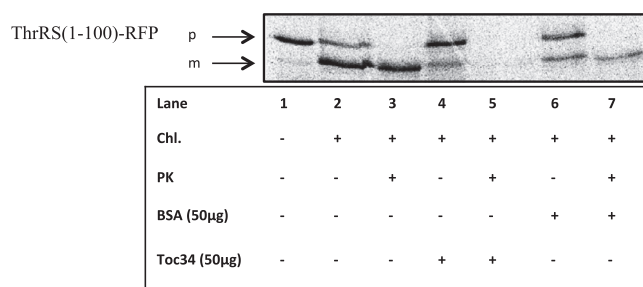 ThrRS(1-100)-RFP p
m
Lane 1 2 3 4 5 6 7
Chl. - + + + + + +
PK - - + - + - +
BSA (50µg) - - - - - + +
Toc34 (50µg) - - - + + - -